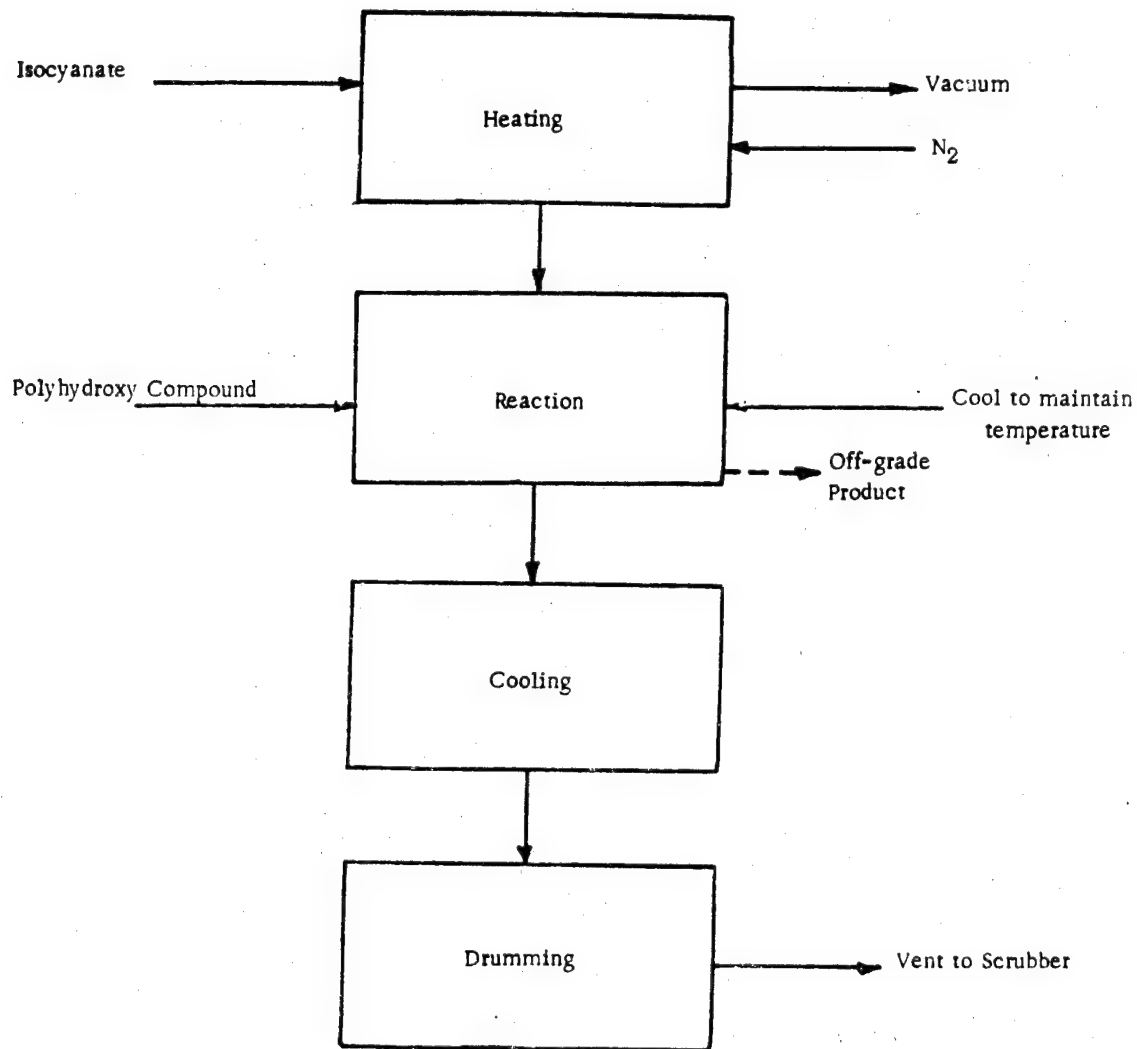 Isocyanate
Heating
Vacuum
N₂
Polyhydroxy Compound
Reaction
Cool to maintain
temperature
Off-grade
Product
Cooling
Drumming
Vent to Scrubber